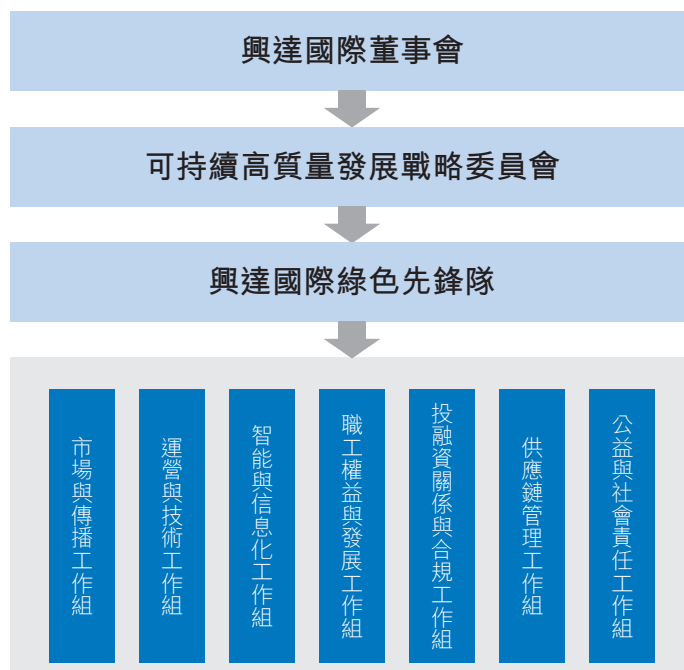 興達國際董事會
可持續高質量發展戰略委員會
興達國際綠色先鋒隊
市場與傳播工作組
運營與技術工作組
智能與信息化工作組
職工權益與發展工作組
投融資關係與合規工作組
供應鏈管理工作組
公益與社會責任工作組